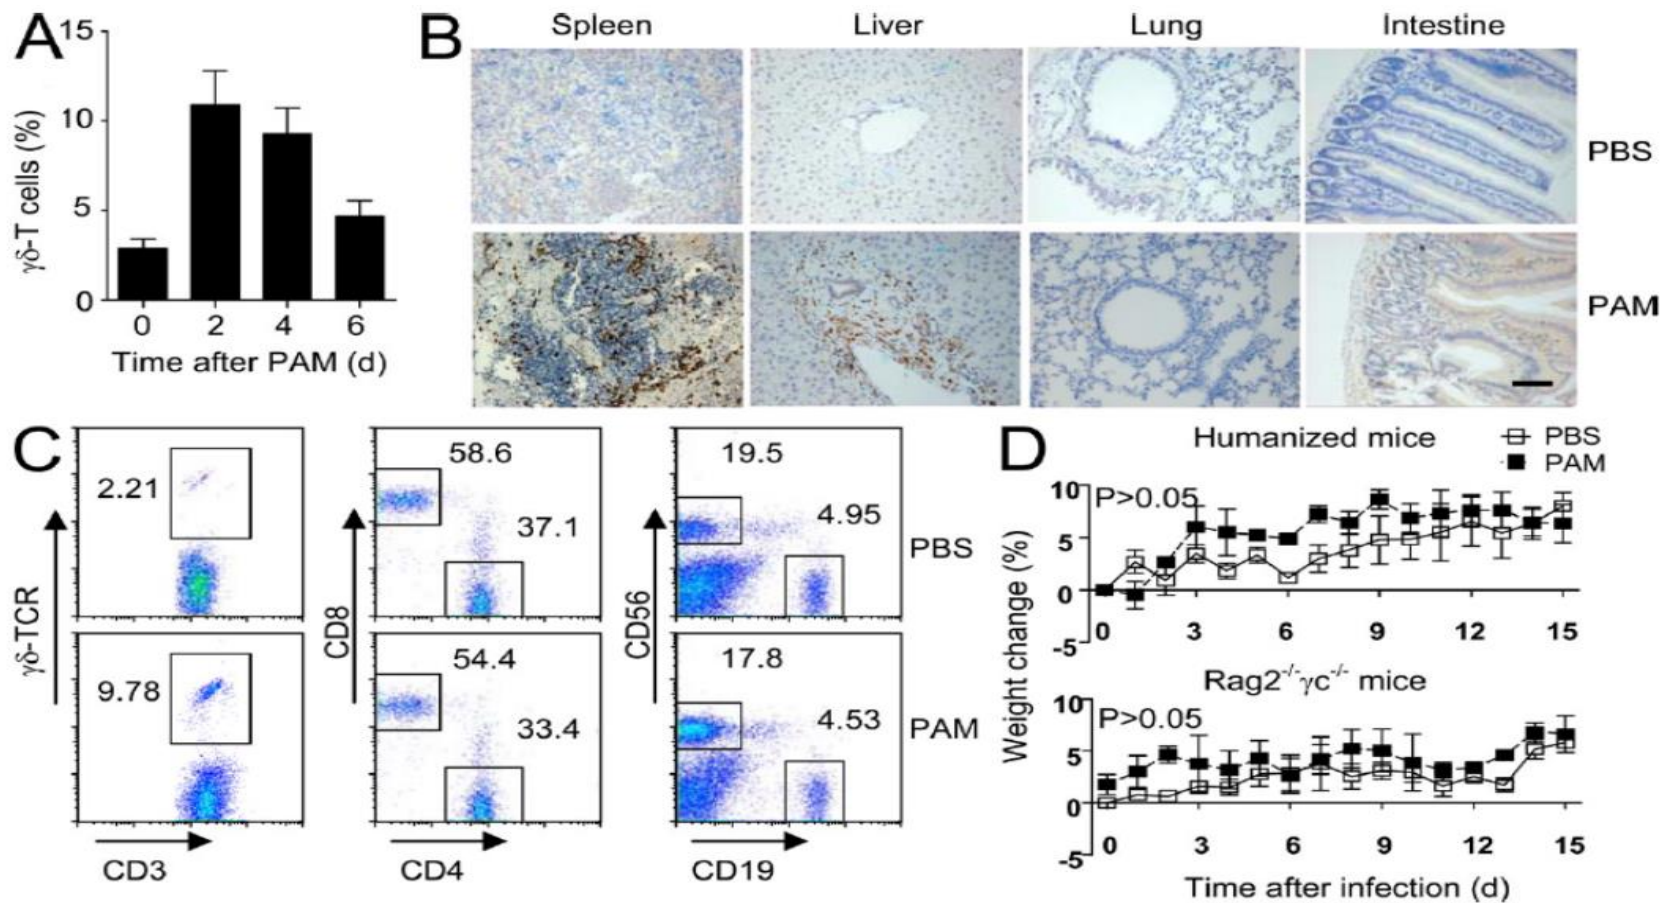 A
15
10
5
0
γδ-T cells (%)
0 2 4 6
Time after PAM (d)
B
Spleen Liver Lung Intestine
PBS
PAM
C
2.21
58.6
37.1
19.5
4.95
PBS
9.78
54.4
33.4
17.8
4.53
PAM
γδ-TCR
CD8
CD56
CD3
CD4
CD19
D
Humanized mice
PBS
PAM
P>0.05
10
5
0
-5
0 3 6 9 12 15
Weight change (%)
Rag2-/-γc-/- mice
P>0.05
10
5
0
-5
0 3 6 9 12 15
Time after infection (d)